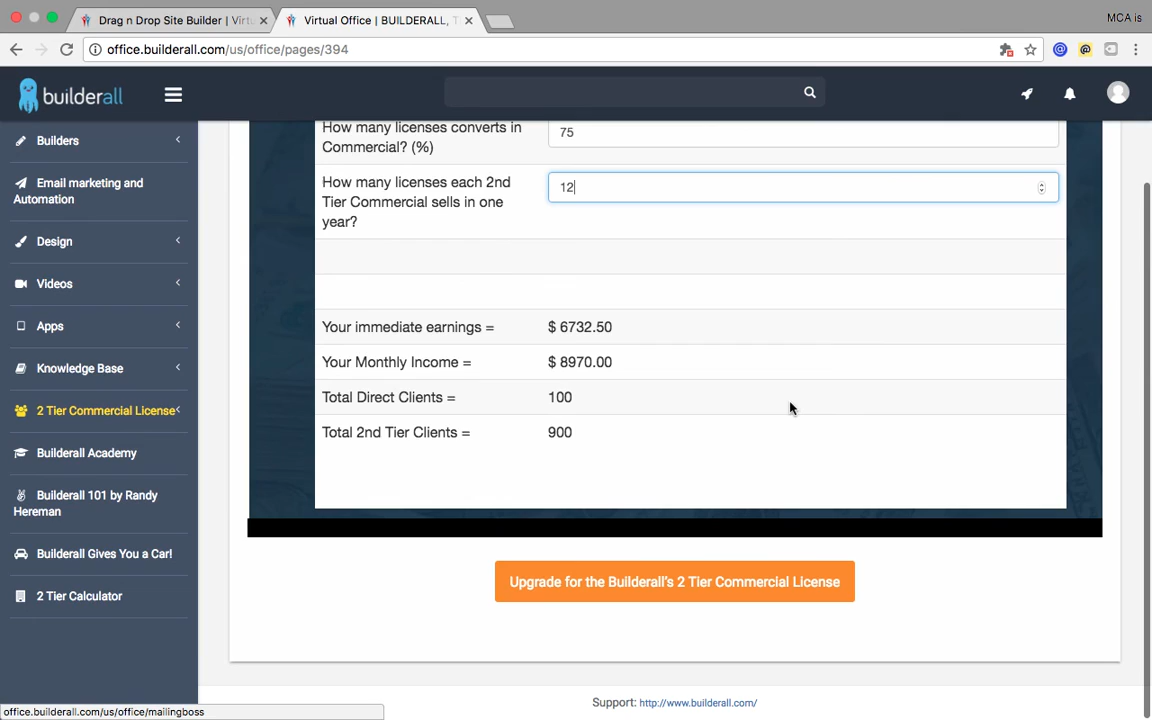 Drag n Drop Site Builder | Virtu
Virtual Office | BUILDERALL, T
MCA is
office.builderall.com/us/office/pages/394
builderall
Builders
Email marketing and
Automation
Design
Videos
Apps
Knowledge Base
2 Tier Commercial License
Builderall Academy
Builderall 101 by Randy
Hereman
Builderall Gives You a Car!
2 Tier Calculator
How many licenses converts in
Commercial? (%)
75
How many licenses each 2nd
Tier Commercial sells in one
year?
12
Your immediate earnings = $ 6732.50
Your Monthly Income = $ 8970.00
Total Direct Clients = 100
Total 2nd Tier Clients = 900
Upgrade for the Builderall's 2 Tier Commercial License
Support: http://www.builderall.com/
office.builderall.com/us/office/mailingboss